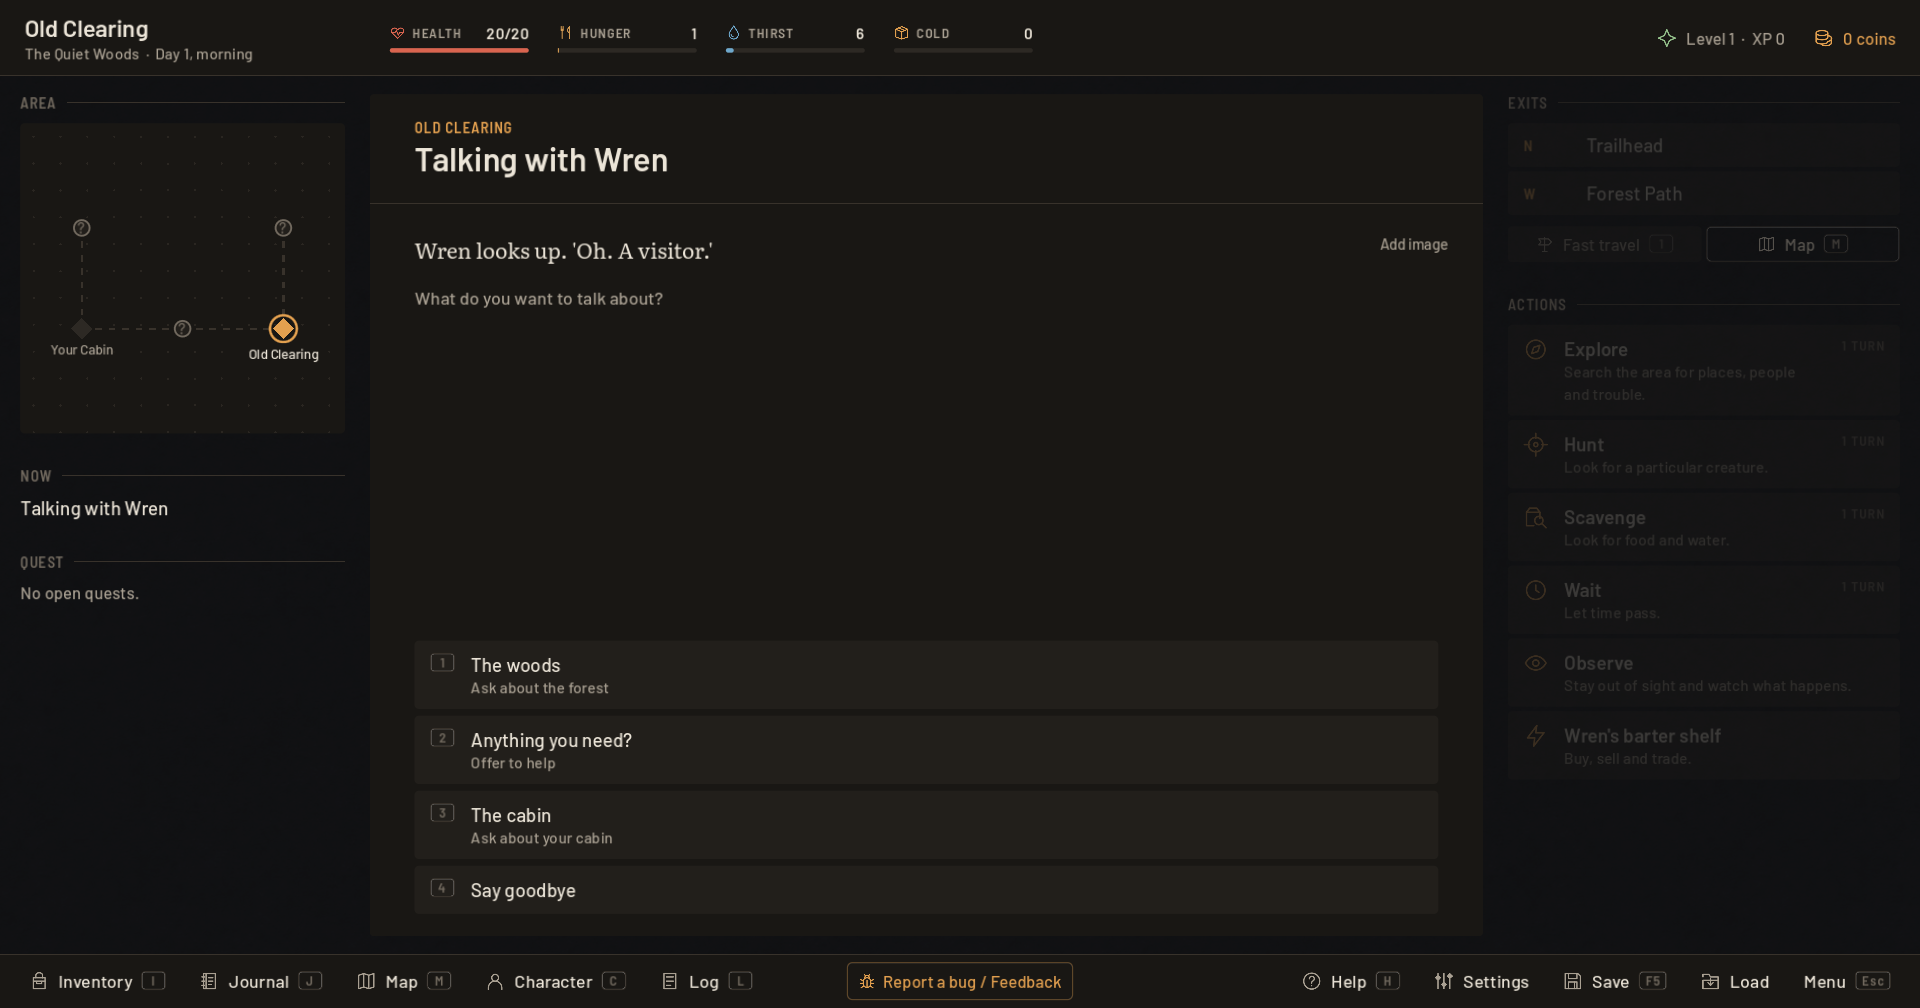 Old Clearing
The Quiet Woods · Day 1, morning
HEALTH 20/20
HUNGER 1
THIRST 6
COLD 0
Level 1 · XP 0
0 coins
AREA
?
?
?
Your Cabin
Old Clearing
NOW
Talking with Wren
QUEST
No open quests.
OLD CLEARING
Talking with Wren
Wren looks up. 'Oh. A visitor.'
Add image
What do you want to talk about?
1 The woods
Ask about the forest
2 Anything you need?
Offer to help
3 The cabin
Ask about your cabin
4 Say goodbye
EXITS
N Trailhead
W Forest Path
Fast travel T
Map M
ACTIONS
Explore 1 TURN
Search the area for places, people
and trouble.
Hunt 1 TURN
Look for a particular creature.
Scavenge 1 TURN
Look for food and water.
Wait 1 TURN
Let time pass.
Observe
Stay out of sight and watch what happens.
Wren's barter shelf
Buy, sell and trade.
Inventory I
Journal J
Map M
Character C
Log L
Report a bug / Feedback
Help H
Settings
Save F5
Load
Menu Esc